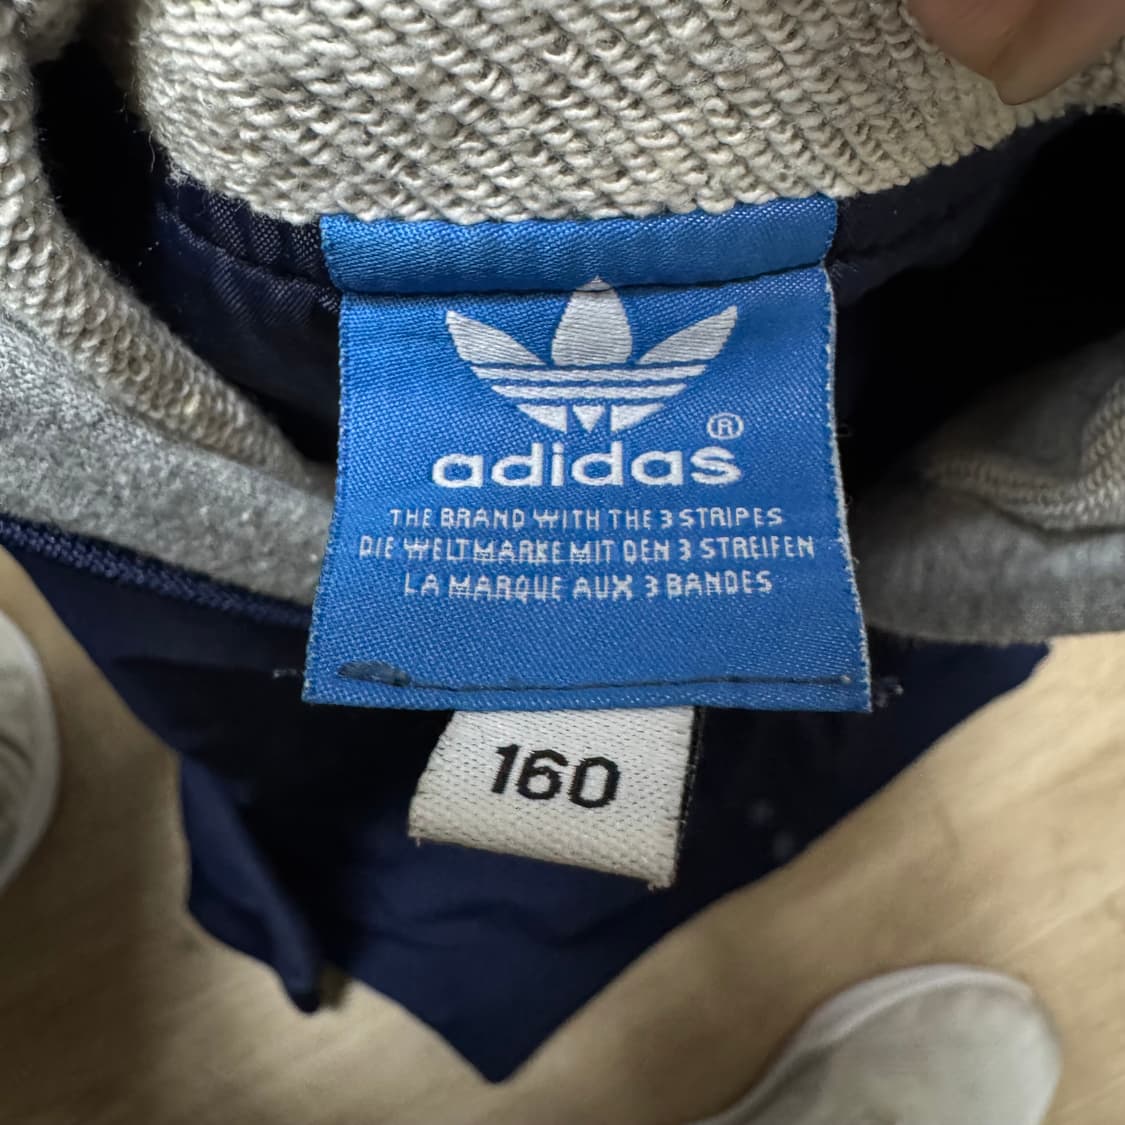 adidas®
THE BRAND WITH THE 3 STRIPES
DIE WELTMARKE MIT DEN 3 STREIFEN
LA MARQUE AUX 3 BANDES
160